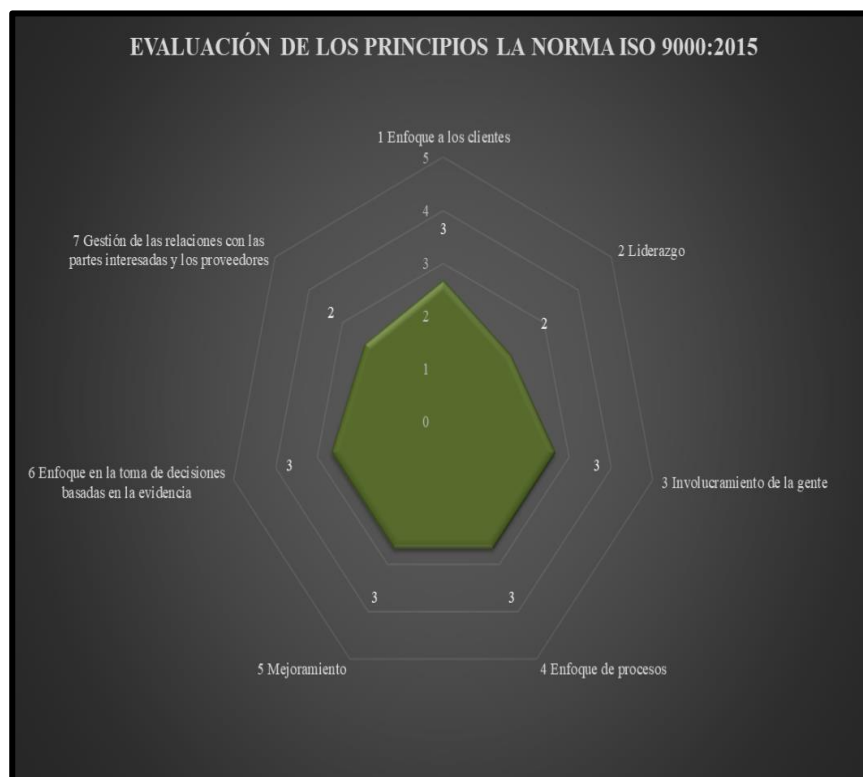 EVALUACIÓN DE LOS PRINCIPIOS LA NORMA ISO 9000:2015
1 Enfoque a los clientes
5
4
3
3
2
1
0
2 Liderazgo
2
3 Involucramiento de la gente
3
4 Enfoque de procesos
3
5 Mejoramiento
3
6 Enfoque en la toma de decisiones
basadas en la evidencia
3
7 Gestión de las relaciones con las
partes interesadas y los proveedores
2